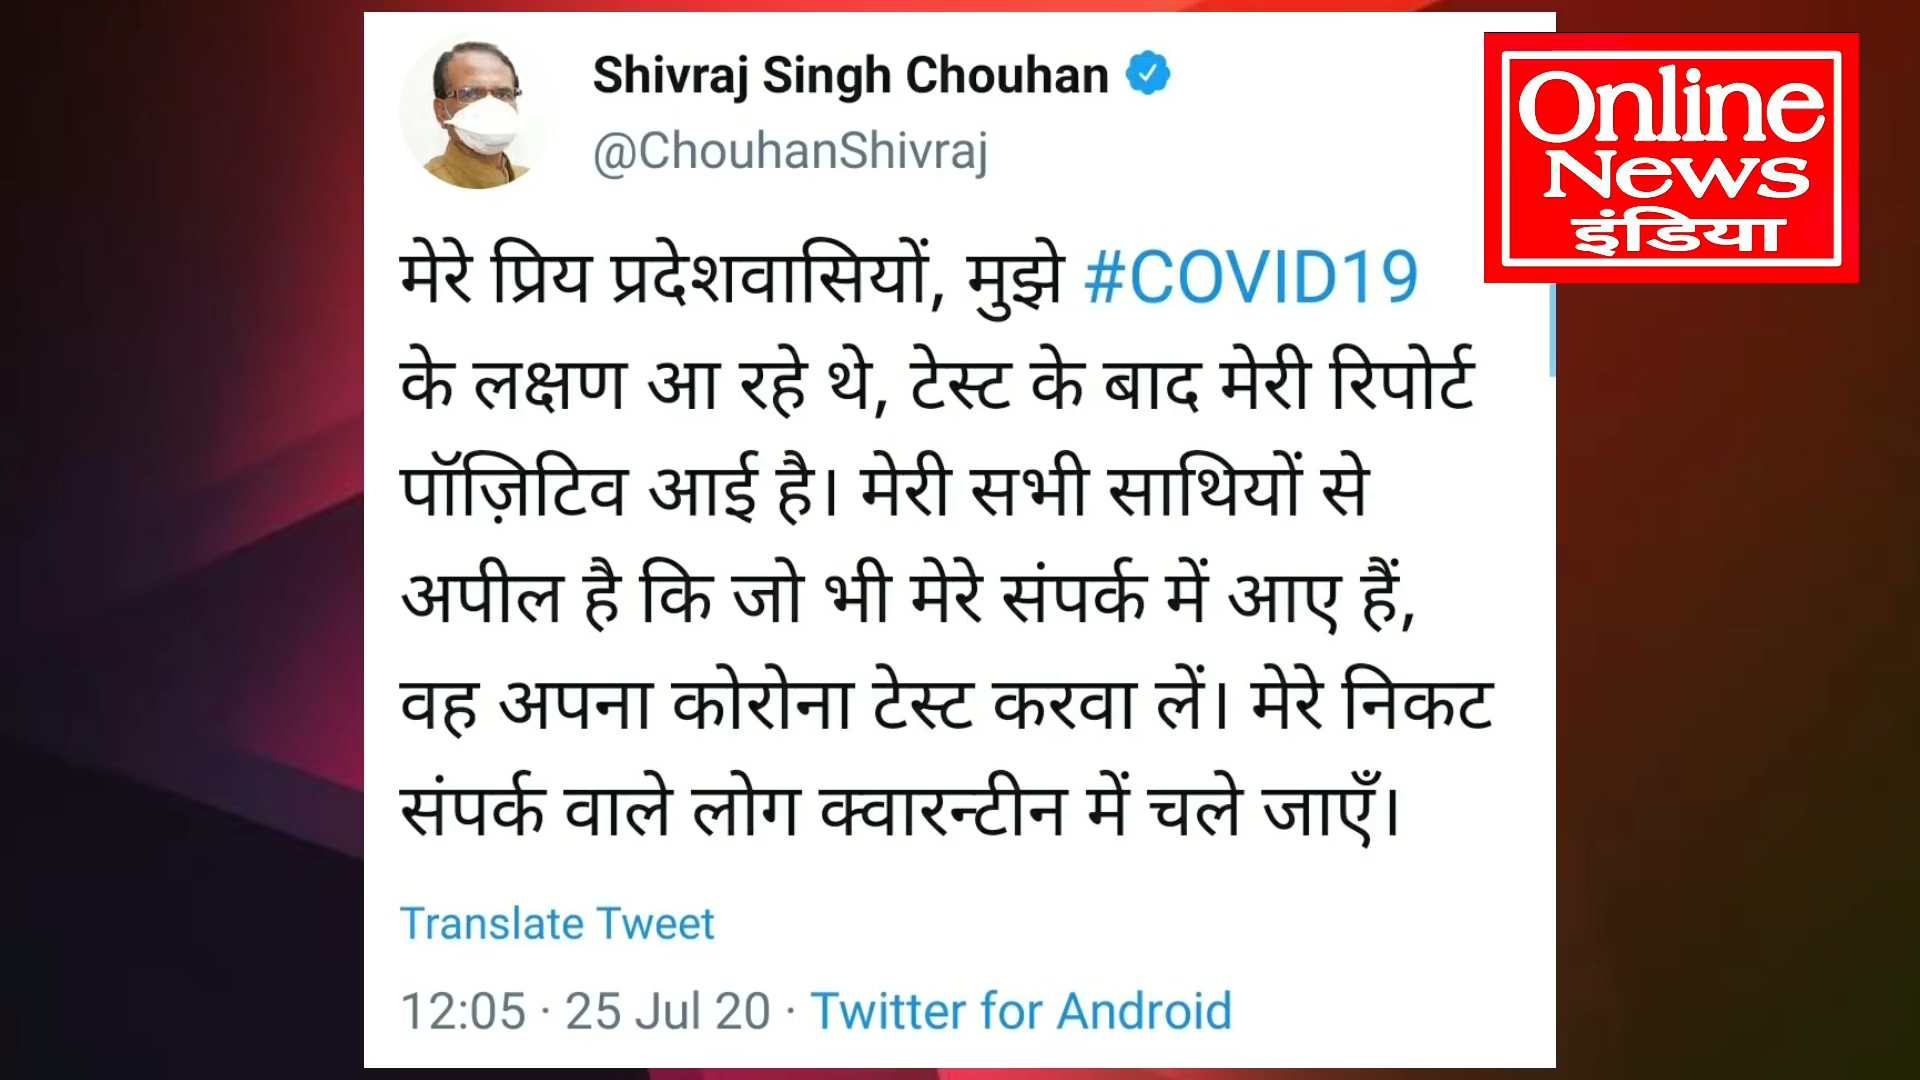 Shivraj Singh Chouhan
@ChouhanShivraj
Online
News
इंडिया
मेरे प्रिय प्रदेशवासियों, मुझे #COVID19
के लक्षण आ रहे थे, टेस्ट के बाद मेरी रिपोर्ट
पॉज़िटिव आई है। मेरी सभी साथियों से
अपील है कि जो भी मेरे संपर्क में आए हैं,
वह अपना कोरोना टेस्ट करवा लें। मेरे निकट
संपर्क वाले लोग क्वारन्टीन में चले जाएँ।
Translate Tweet
12:05 · 25 Jul 20 · Twitter for Android